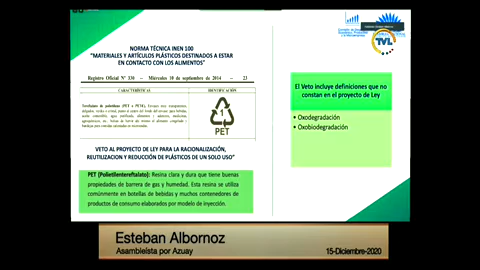 NORMA TÉCNICA INEN 100
"MATERIALES Y ARTÍCULOS PLÁSTICOS DESTINADOS A ESTAR
EN CONTACTO CON LOS ALIMENTOS"
Registro Oficial Nº 330 -- Miércoles 10 de septiembre de 2014 -- 23
CARACTERÍSTICAS
IDENTIFICACIÓN
1
PET
VETO AL PROYECTO DE LEY PARA LA RACIONALIZACIÓN,
REUTILIZACIÓN Y REDUCCIÓN DE PLÁSTICOS DE UN SOLO USO"
PET (Polietilentereftalato): Resina clara y dura que tiene buenas
propiedades de barrera de gas y humedad. Esta resina se utiliza
comúnmente en botellas de bebidas y muchos contenedores de
productos de consumo elaborados por modelo de inyección.
TVL
El Veto incluye definiciones que no
constan en el proyecto de Ley
• Oxodegradación
• Oxobiodegradación
Esteban Albornoz
Asambleísta por Azuay
15-Diciembre-2020